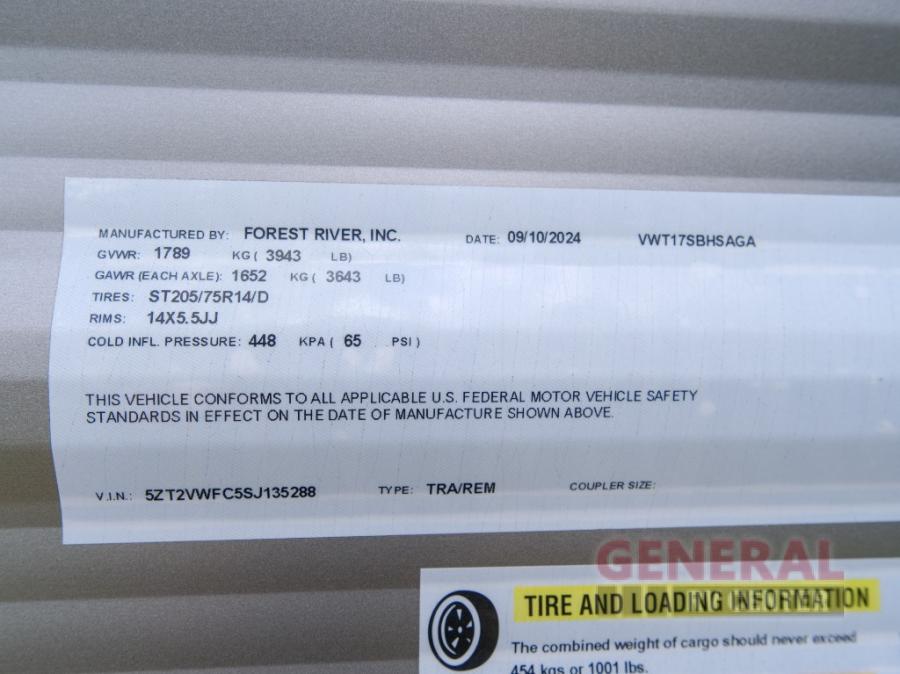 MANUFACTURED BY: FOREST RIVER, INC. DATE: 09/10/2024 VWT17SBHSAGA
GVWR: 1789 KG ( 3943 LB)
GAWR (EACH AXLE): 1652 KG ( 3643 LB)
TIRES: ST205/75R14/D
RIMS: 14X5.5JJ
COLD INFL. PRESSURE: 448 KPA ( 65 PSI )
THIS VEHICLE CONFORMS TO ALL APPLICABLE U.S. FEDERAL MOTOR VEHICLE SAFETY
STANDARDS IN EFFECT ON THE DATE OF MANUFACTURE SHOWN ABOVE.
V.I.N.: 5ZT2VWFC5SJ135288 TYPE: TRA/REM COUPLER SIZE:
GENERAL
TIRE AND LOADING INFORMATION
The combined weight of cargo should never exceed
454 kgs or 1001 lbs.